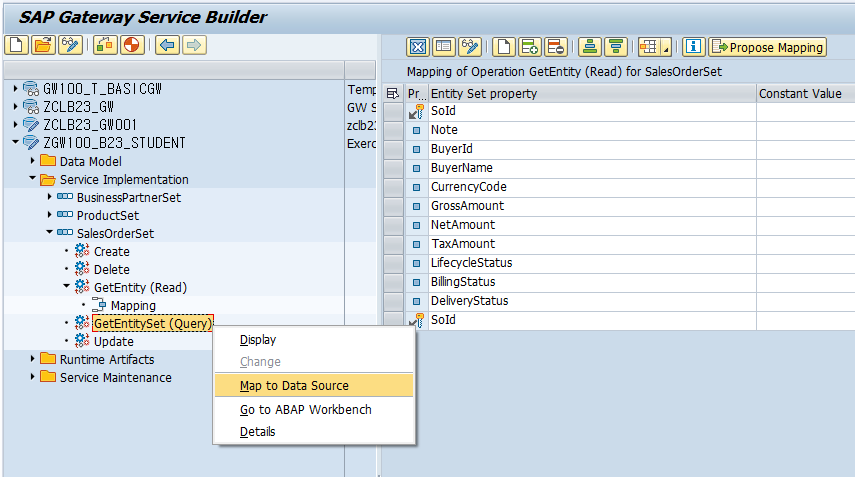 SAP Gateway Service Builder
Propose Mapping
Mapping of Operation GetEntity (Read) for SalesOrderSet
Pr... Entity Set property Constant Value
GW100_T_BASICGW Temp
ZCLB23_GW GW S
ZCLB23_GW001 zclb23
ZGW100_B23_STUDENT Exerc
Data Model
Service Implementation
BusinessPartnerSet
ProductSet
SalesOrderSet
Create
Delete
GetEntity (Read)
Mapping
GetEntitySet (Query)
Update
Runtime Artifacts
Service Maintenance
Display
Change
Map to Data Source
Go to ABAP Workbench
Details
SoId
Note
BuyerId
BuyerName
CurrencyCode
GrossAmount
NetAmount
TaxAmount
LifecycleStatus
BillingStatus
DeliveryStatus
SoId